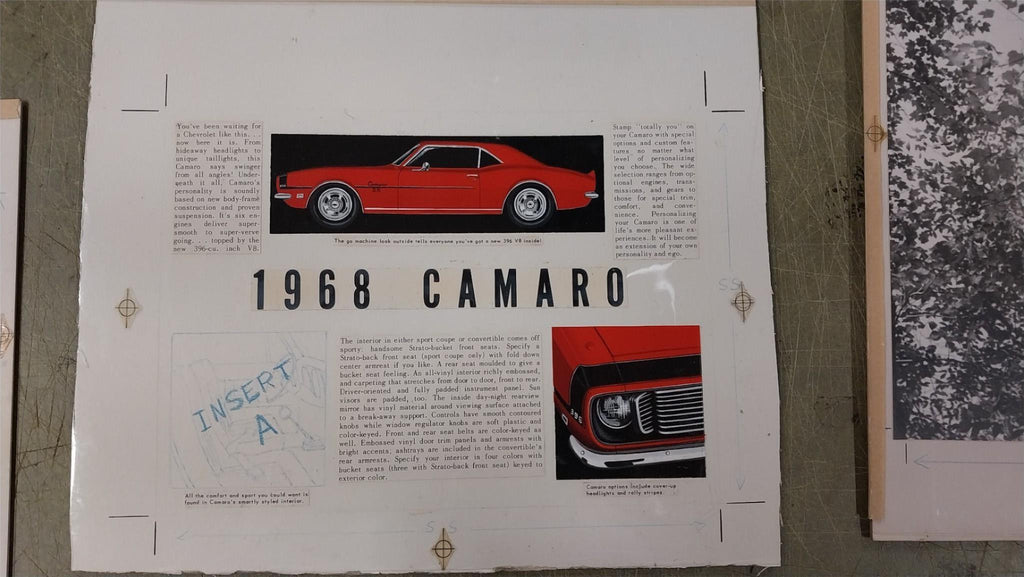 You've been waiting for
a Chevrolet like this. . .
now here it is. From
hideaway headlights to
unique taillights, this
Camaro says swinger
from all angles! Under-
neath it all, Camaro's
personality is soundly
based on new body-frame
construction and proven
suspension. It's six en-
gines deliver super-
smooth to super-verve
going. . . topped by the
new 396-cu. inch V8.
The go machine look outside tells everyone you've got a new 396 V8 inside!
Stamp "totally you" on
your Camaro with special
options and custom fea-
tures, no matter what
level of personalizing
you choose. The wide
selection ranges from op-
tional engines, trans-
missions, and gears to
those for special trim,
comfort, and conve-
nience. Personalizing
your Camaro is one of
life's more pleasant ex-
periences. It will become
an extension of your own
personality and ego.
1968 CAMARO
SS
INSERT
A
All the comfort and sport you could want is
found in Camaro's smartly styled interior.
The interior in either sport coupe or convertible comes off
sporty, handsome Strato-bucket front seats. Specify a
Strato-back front seat (sport coupe only) with fold down
center armrest if you like. A rear seat moulded to give a
bucket seat feeling. An all-vinyl interior richly embossed,
and carpeting that stretches from door to door, front to rear.
Driver-oriented and fully padded instrument panel. Sun
visors are padded, too. The inside day-night rearview
mirror has vinyl material around viewing surface attached
to a break-away support. Controls have smooth contoured
knobs while window regulator knobs are soft plastic and
color-keyed. Front and rear seat belts are color-keyed as
well. Embossed vinyl door trim panels and armrests with
bright accents, ashtrays are included in the convertible's
rear armrests. Specify your interior in four colors with
bucket seats (three with Strato-back front seat) keyed to
exterior color.
396
Camaro options include cover-up
headlights and rally stripes.
S S